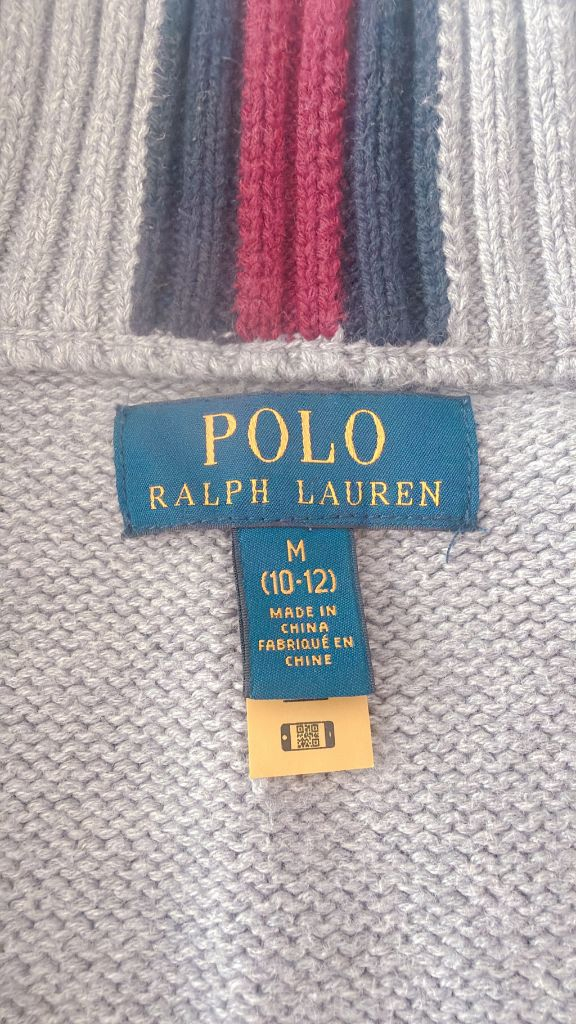 POLO
RALPH LAUREN
M
(10-12)
MADE IN
CHINA
FABRIQUÉ EN
CHINE